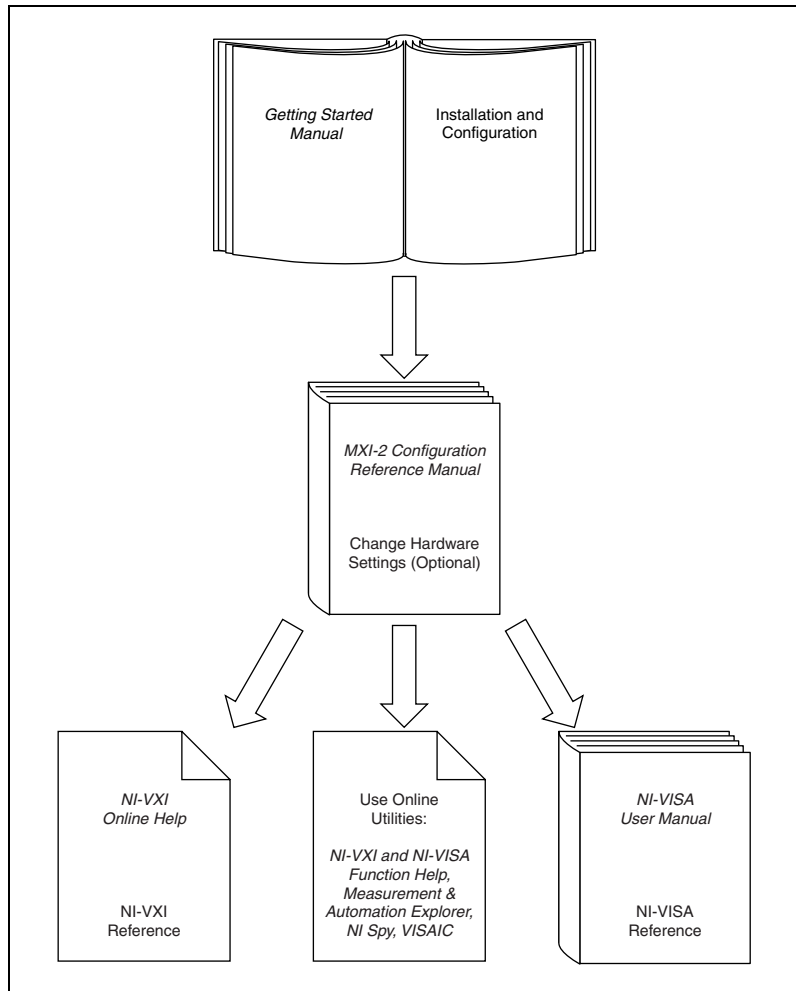 Getting Started
Manual
Installation and
Configuration
MXI-2 Configuration
Reference Manual
Change Hardware
Settings (Optional)
NI-VXI
Online Help
NI-VXI
Reference
Use Online
Utilities:
NI-VXI and NI-VISA
Function Help,
Measurement &
Automation Explorer,
NI Spy, VISAIC
NI-VISA
User Manual
NI-VISA
Reference